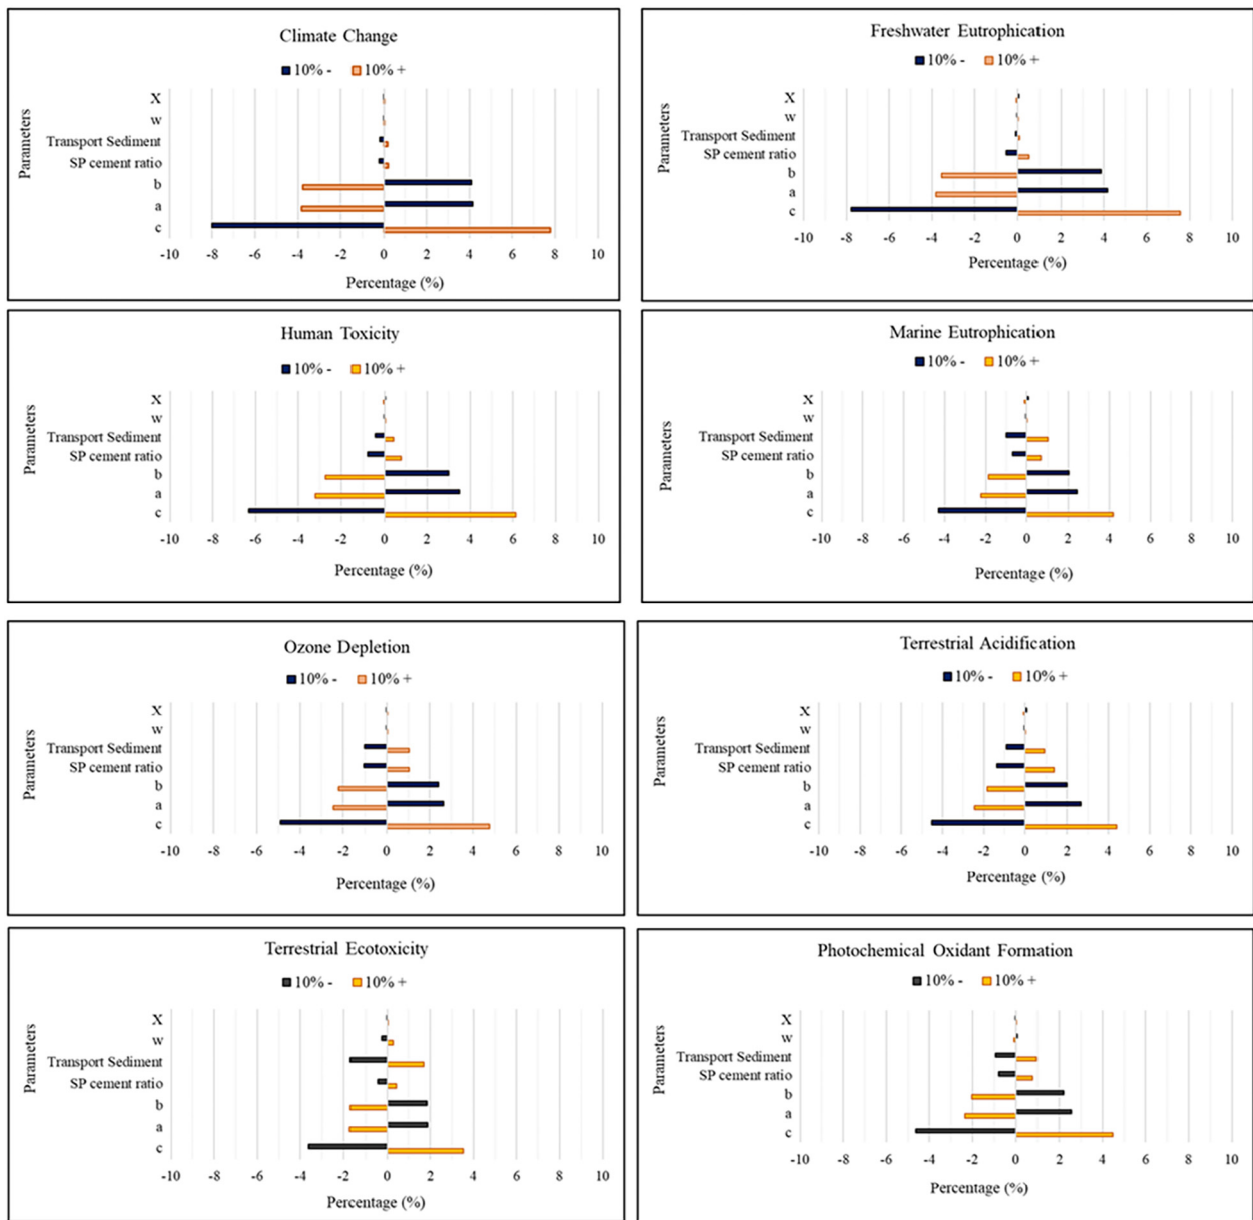 Climate Change
10% - 10% +
Parameters
X
w
Transport Sediment
SP cement ratio
b
a
c
-10 -8 -6 -4 -2 0 2 4 6 8 10
Percentage (%)
Freshwater Eutrophication
10% - 10% +
Parameters
X
w
Transport Sediment
SP cement ratio
b
a
c
-10 -8 -6 -4 -2 0 2 4 6 8 10
Percentage (%)
Human Toxicity
10% - 10% +
Parameters
X
w
Transport Sediment
SP cement ratio
b
a
c
-10 -8 -6 -4 -2 0 2 4 6 8 10
Percentage (%)
Marine Eutrophication
10% - 10% +
Parameters
X
w
Transport Sediment
SP cement ratio
b
a
c
-10 -8 -6 -4 -2 0 2 4 6 8 10
Percentage (%)
Ozone Depletion
10% - 10% +
Parameters
X
w
Transport Sediment
SP cement ratio
b
a
c
-10 -8 -6 -4 -2 0 2 4 6 8 10
Percentage (%)
Terrestrial Acidification
10% - 10% +
Parameters
X
w
Transport Sediment
SP cement ratio
b
a
c
-10 -8 -6 -4 -2 0 2 4 6 8 10
Percentage (%)
Terrestrial Ecotoxicity
10% - 10% +
Parameters
X
w
Transport Sediment
SP cement ratio
b
a
c
-10 -8 -6 -4 -2 0 2 4 6 8 10
Percentage (%)
Photochemical Oxidant Formation
10% - 10% +
Parameters
X
w
Transport Sediment
SP cement ratio
b
a
c
-10 -8 -6 -4 -2 0 2 4 6 8 10
Percentage (%)